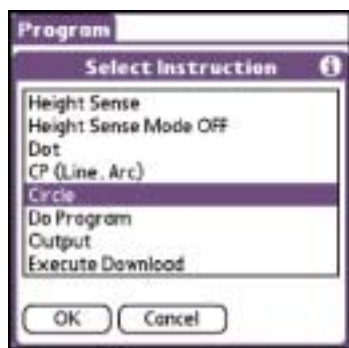 Program
Select Instruction
Height Sense
Height Sense Mode OFF
Dot
CP (Line, Arc)
Circle
Do Program
Output
Execute Download
OK Cancel